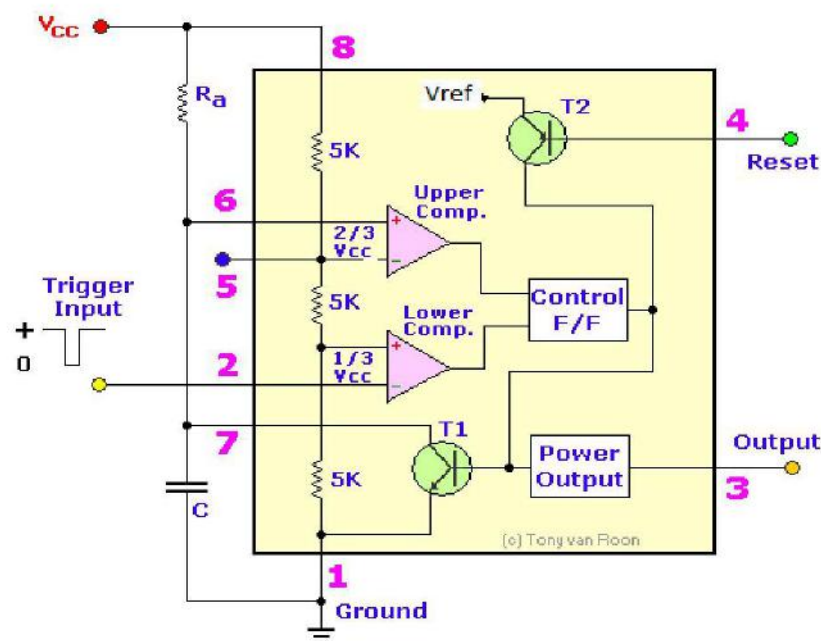 Vcc
8
Vref
T2
Ra
4
5K
Reset
6
Upper
Comp.
+
2/3
Vcc
−
5
Trigger
Input
5K
Control
F/F
Lower
Comp.
+
0
+
2
1/3
Vcc
−
7
T1
Output
Power
Output
5K
3
C
(c) Tony van Roon
1
Ground